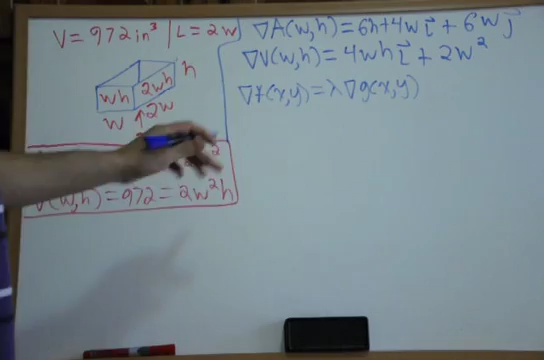 V = 972 in³ | L = 2w
h
wh 2wh
w 2w
V(w,h) = 972 = 2w²h
∇A(w,h) = 6h + 4w i⃗ + 6w j⃗
∇V(w,h) = 4wh i⃗ + 2w²
∇f(x,y) = λ∇g(x,y)